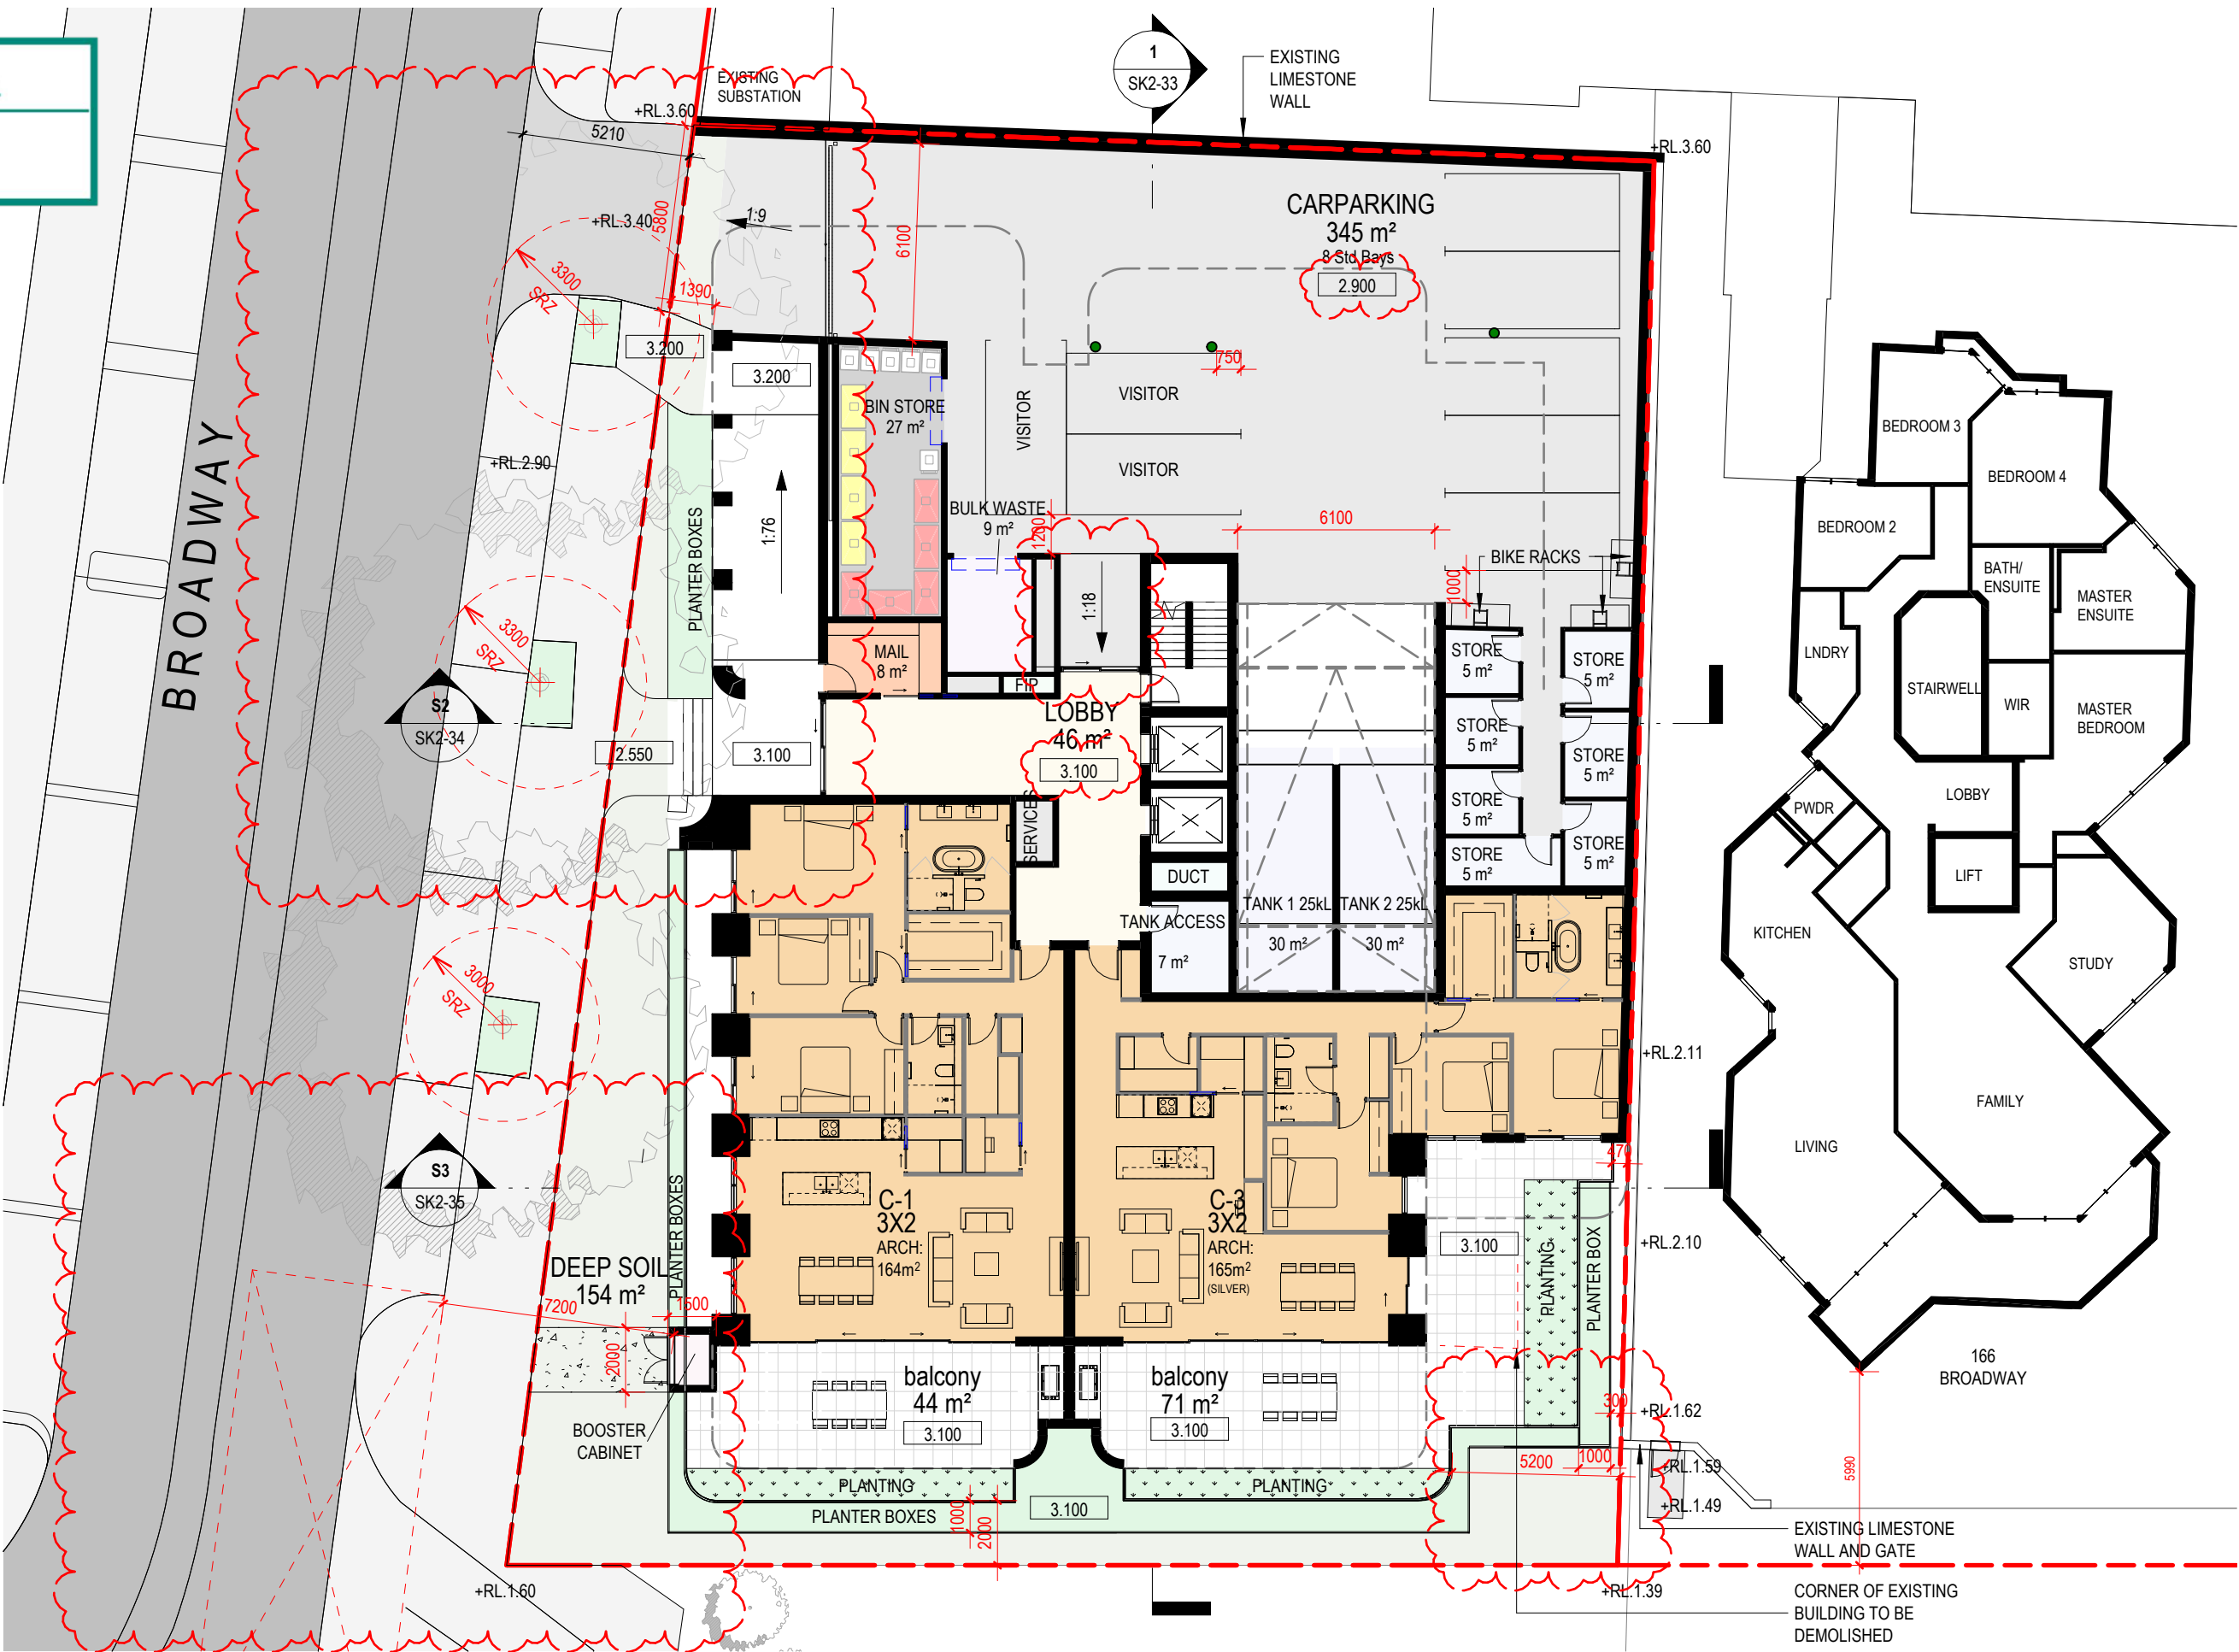 1
SK2-33
EXISTING
LIMESTONE
WALL
EXISTING
SUBSTATION
+RL.3.60
5210
+RL.3.60
+RL.3.40
5800
1:9
6100
CARPARKING
345 m²
8 Std Bays
2.900
3300
SRZ
1390
3.200
3.200
750
VISITOR
VISITOR
VISITOR
BIN STORE
27 m²
BROADWAY
+RL.2.90
PLANTER BOXES
1:76
BULK WASTE
9 m²
1200
6100
BIKE RACKS
1000
1:18
3300
SRZ
MAIL
8 m²
FIP
STORE
5 m²
STORE
5 m²
STORE
5 m²
STORE
5 m²
STORE
5 m²
STORE
5 m²
STORE
5 m²
S2
SK2-34
2.550
3.100
LOBBY
46 m²
3.100
SERVICES
DUCT
TANK ACCESS
7 m²
TANK 1 25kL
30 m²
TANK 2 25kL
30 m²
BEDROOM 3
BEDROOM 4
BEDROOM 2
BATH/
ENSUITE
MASTER
ENSUITE
LNDRY
STAIRWELL
WIR
MASTER
BEDROOM
LOBBY
PWDR
LIFT
KITCHEN
STUDY
FAMILY
LIVING
3000
SRZ
+RL.2.11
S3
SK2-35
PLANTER BOXES
470
C-1
3X2
ARCH:
164m²
C-3
3X2
ARCH:
165m²
(SILVER)
3.100
PLANTING
PLANTER BOX
+RL.2.10
DEEP SOIL
154 m²
7200
1500
2000
166
BROADWAY
balcony
44 m²
3.100
balcony
71 m²
3.100
300
+RL.1.62
BOOSTER
CABINET
5200
1000
+RL.1.59
5990
PLANTING
PLANTING
+RL.1.49
PLANTER BOXES
1000
2000
3.100
EXISTING LIMESTONE
WALL AND GATE
+RL.1.60
+RL.1.39
CORNER OF EXISTING
BUILDING TO BE
DEMOLISHED